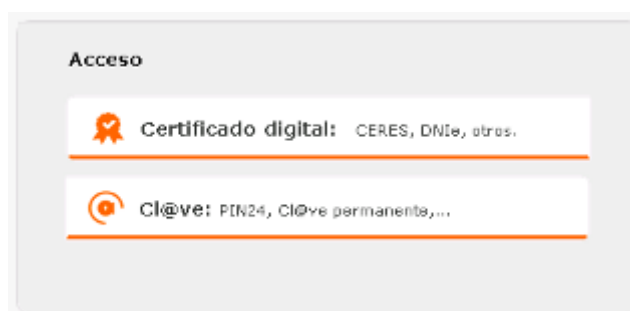 Acceso
Certificado digital: CERES, DNIe, otros.
Cl@ve: PIN24, Cl@ve permanente,...